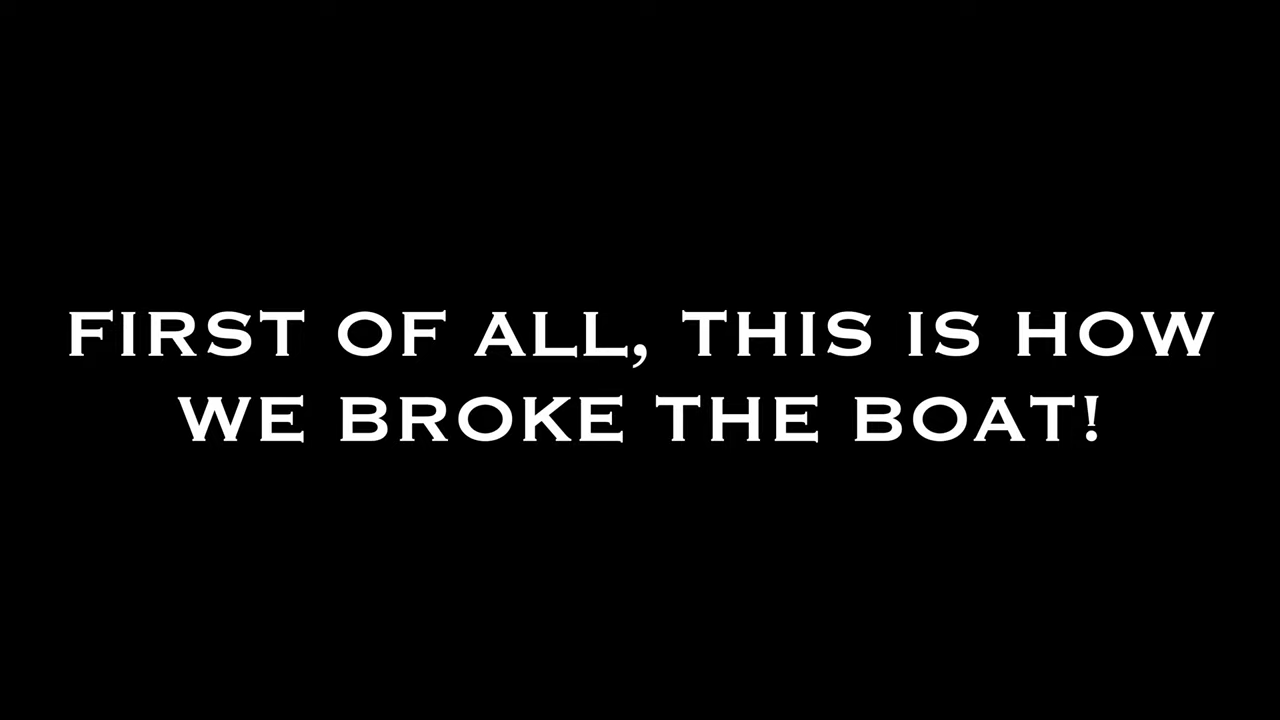 FIRST OF ALL, THIS IS HOW
WE BROKE THE BOAT!